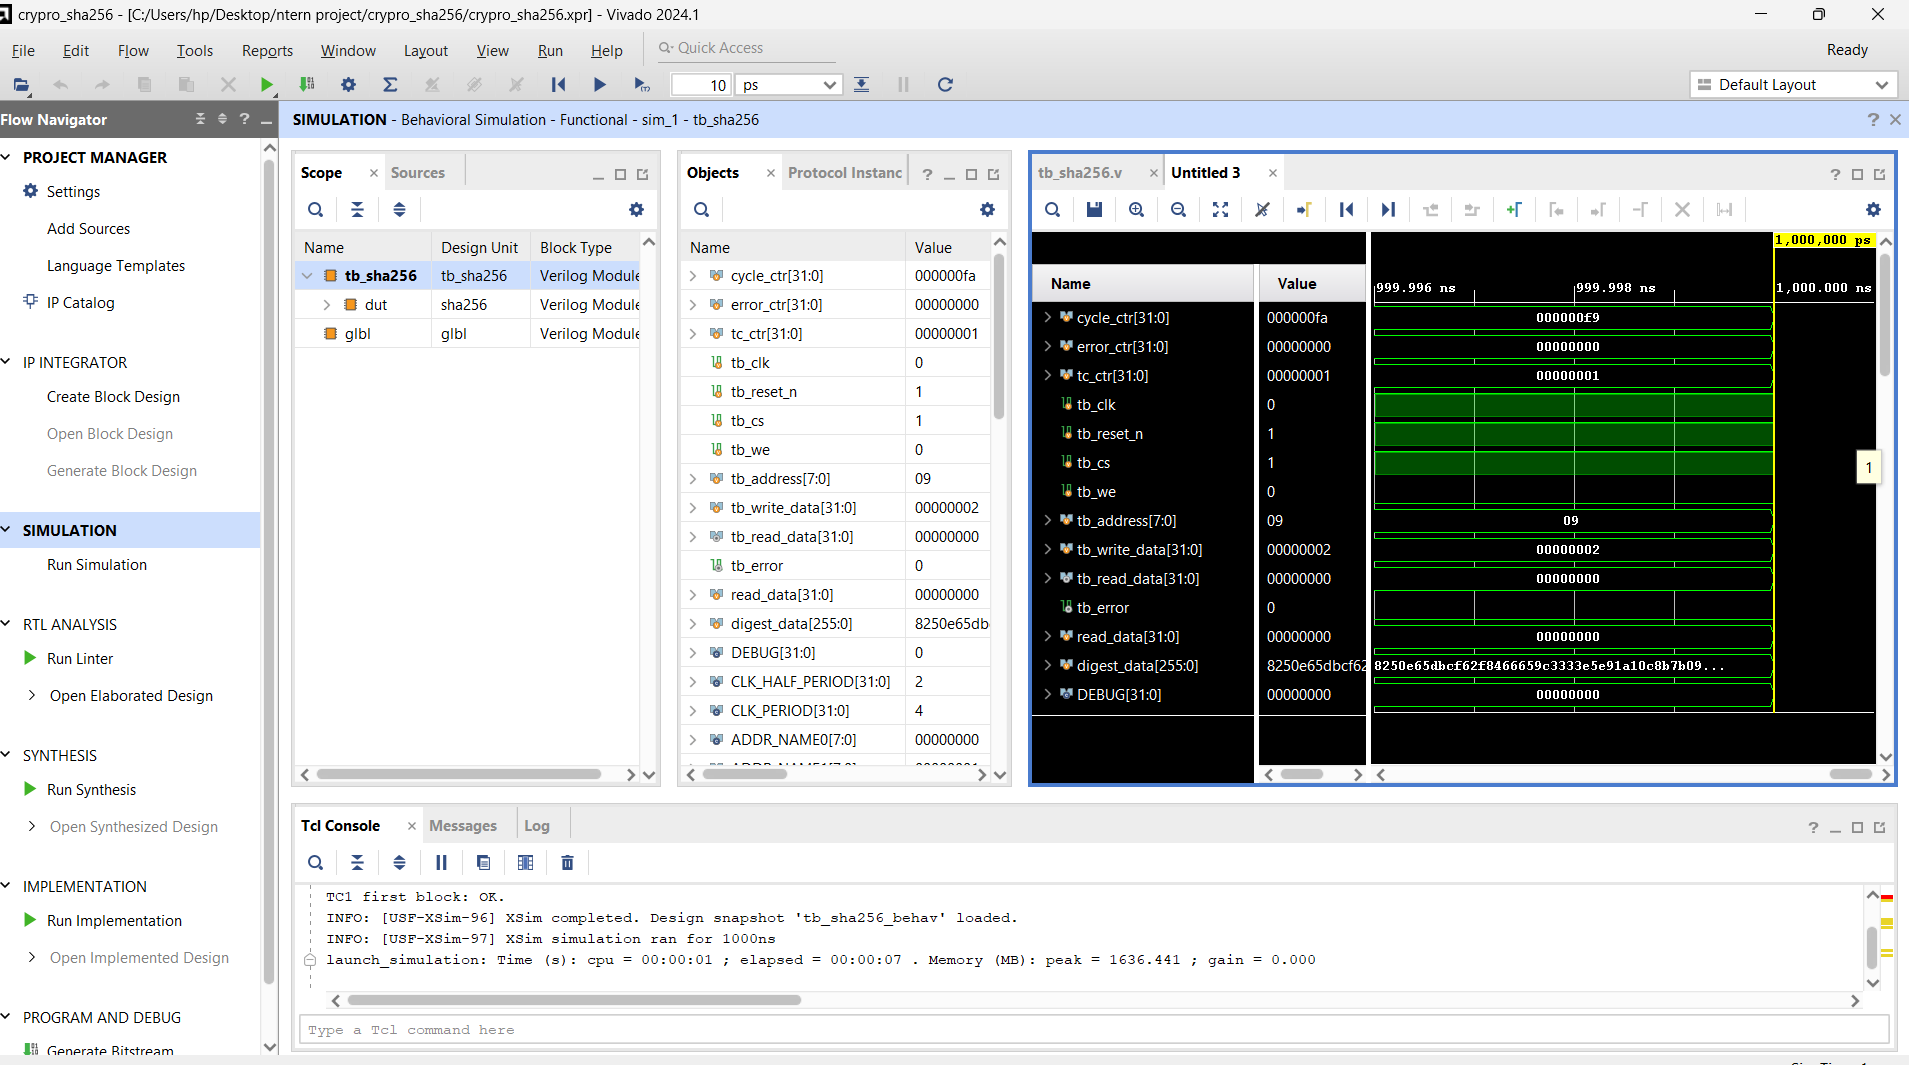 crypro_sha256 - [C:/Users/hp/Desktop/ntern project/crypro_sha256/crypro_sha256.xpr] - Vivado 2024.1
File Edit Flow Tools Reports Window Layout View Run Help Quick Access Ready
10 ps Default Layout
Flow Navigator
PROJECT MANAGER
Settings
Add Sources
Language Templates
IP Catalog
IP INTEGRATOR
Create Block Design
Open Block Design
Generate Block Design
SIMULATION
Run Simulation
RTL ANALYSIS
Run Linter
Open Elaborated Design
SYNTHESIS
Run Synthesis
Open Synthesized Design
IMPLEMENTATION
Run Implementation
Open Implemented Design
PROGRAM AND DEBUG
Generate Bitstream
SIMULATION - Behavioral Simulation - Functional - sim_1 - tb_sha256
Scope Sources
Name Design Unit Block Type
tb_sha256 tb_sha256 Verilog Module
dut sha256 Verilog Module
glbl glbl Verilog Module
Objects Protocol Instanc
Name Value
cycle_ctr[31:0] 000000fa
error_ctr[31:0] 00000000
tc_ctr[31:0] 00000001
tb_clk 0
tb_reset_n 1
tb_cs 1
tb_we 0
tb_address[7:0] 09
tb_write_data[31:0] 00000002
tb_read_data[31:0] 00000000
tb_error 0
read_data[31:0] 00000000
digest_data[255:0] 8250e65db
DEBUG[31:0] 0
CLK_HALF_PERIOD[31:0] 2
CLK_PERIOD[31:0] 4
ADDR_NAME0[7:0] 00000000
tb_sha256.v Untitled 3
1,000,000 ps
Name Value 999.996 ns 999.998 ns 1,000.000 ns
cycle_ctr[31:0] 000000fa 000000f9
error_ctr[31:0] 00000000 00000000
tc_ctr[31:0] 00000001 00000001
tb_clk 0
tb_reset_n 1
tb_cs 1
1
tb_we 0
tb_address[7:0] 09 09
tb_write_data[31:0] 00000002 00000002
tb_read_data[31:0] 00000000 00000000
tb_error 0
read_data[31:0] 00000000 00000000
digest_data[255:0] 8250e65dbcf62 8250e65dbcf62f8466659c3333e5e91a10c8b7b09...
DEBUG[31:0] 00000000 00000000
Tcl Console Messages Log
TC1 first block: OK.
INFO: [USF-XSim-96] XSim completed. Design snapshot 'tb_sha256_behav' loaded.
INFO: [USF-XSim-97] XSim simulation ran for 1000ns
launch_simulation: Time (s): cpu = 00:00:01 ; elapsed = 00:00:07 . Memory (MB): peak = 1636.441 ; gain = 0.000
Type a Tcl command here